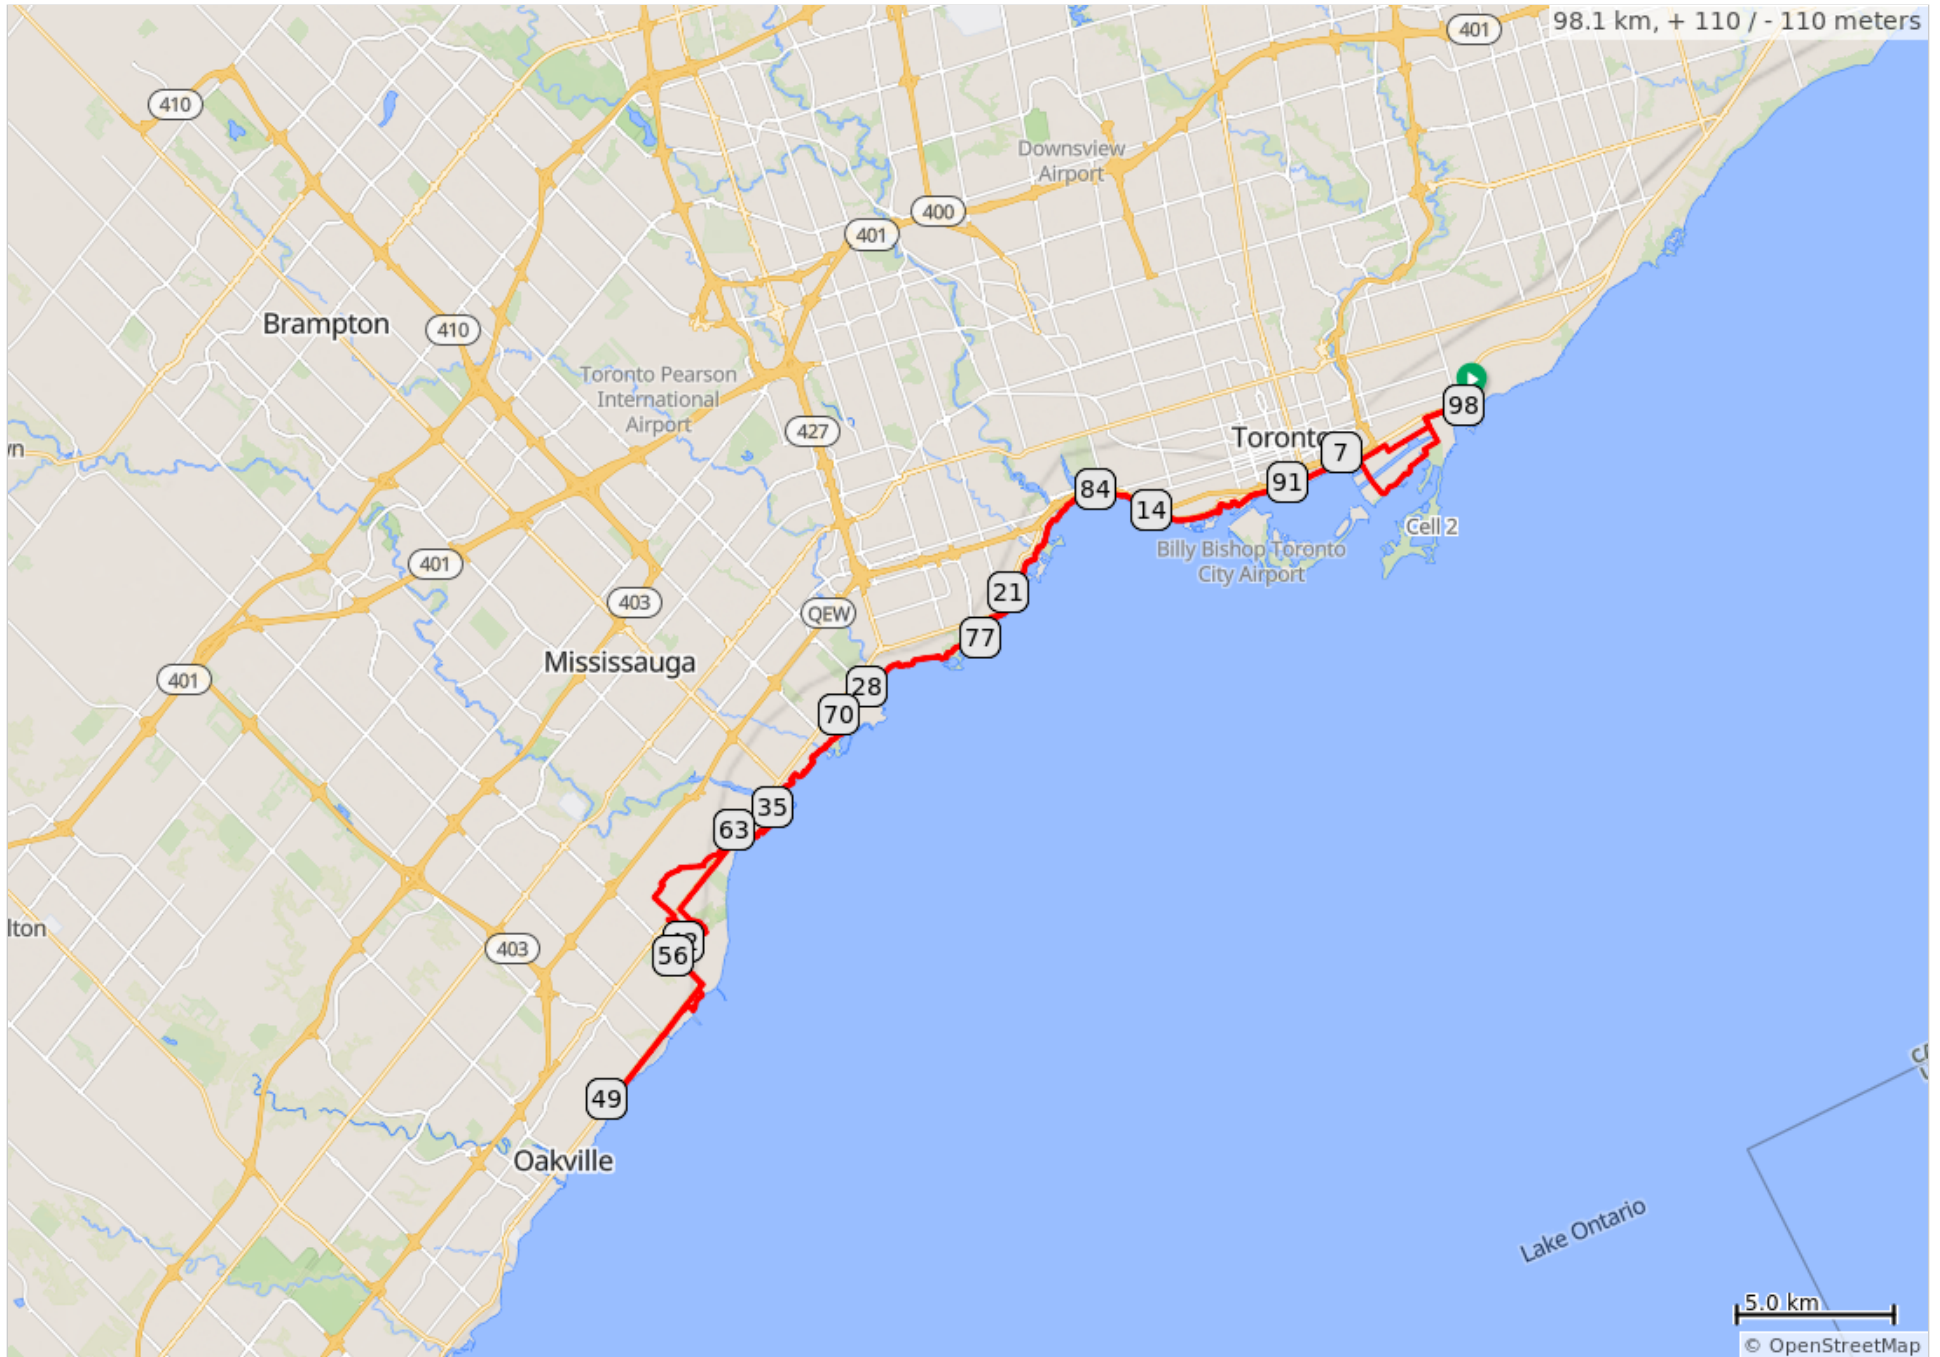 98.1 km, + 110 / - 110 meters
401
410
Downsview
Airport
400
401
Brampton
410
Toronto Pearson
International
Airport
427
98
Toronto
7
91
84
14
Cell 2
Billy Bishop Toronto
City Airport
401
403
QEW
21
77
Mississauga
401
28
70
35
63
lton
403
56
49
Oakville
Lake Ontario
5.0 km
© OpenStreetMap